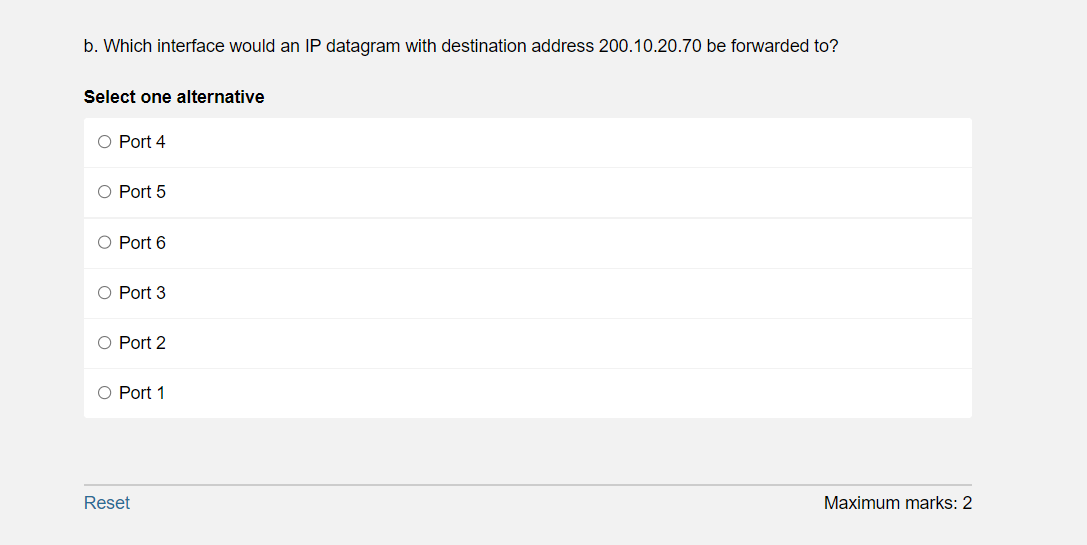 b. Which interface would an IP datagram with destination address 200.10.20.70 be forwarded to?
Select one alternative
Port 4
Port 5
Port 6
Port 3
Port 2
Port 1
Reset
Maximum marks: 2